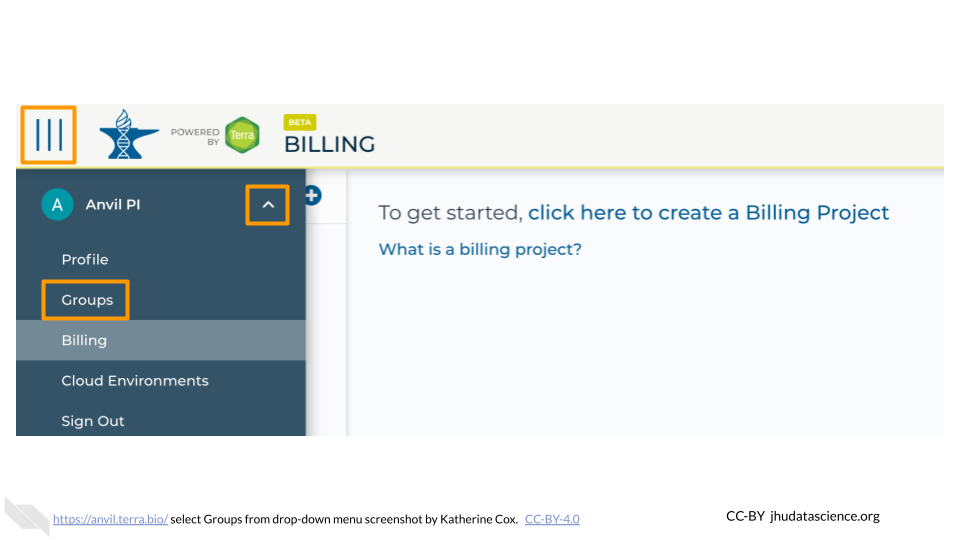 POWERED
BY
Terra
BETA
BILLING
A
Anvil PI
Profile
Groups
Billing
Cloud Environments
Sign Out
To get started, click here to create a Billing Project
What is a billing project?
https://anvil.terra.bio/ select Groups from drop-down menu screenshot by Katherine Cox. CC-BY-4.0
CC-BY jhudatascience.org